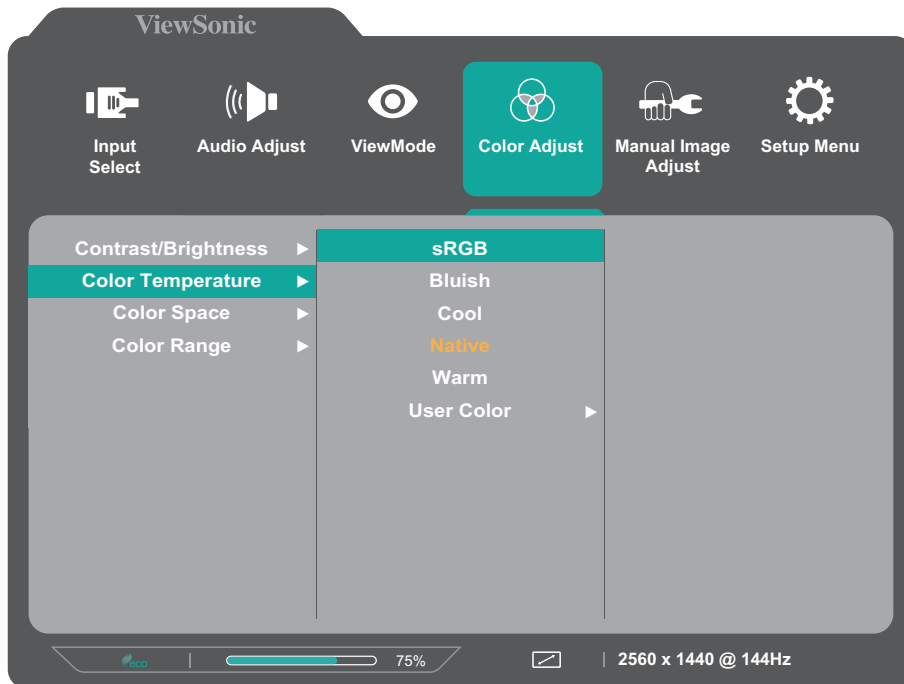 ViewSonic
Input Select
Audio Adjust
ViewMode
Color Adjust
Manual Image Adjust
Setup Menu
Contrast/Brightness
Color Temperature
Color Space
Color Range
sRGB
Bluish
Cool
Native
Warm
User Color
eco
75%
2560 x 1440 @ 144Hz